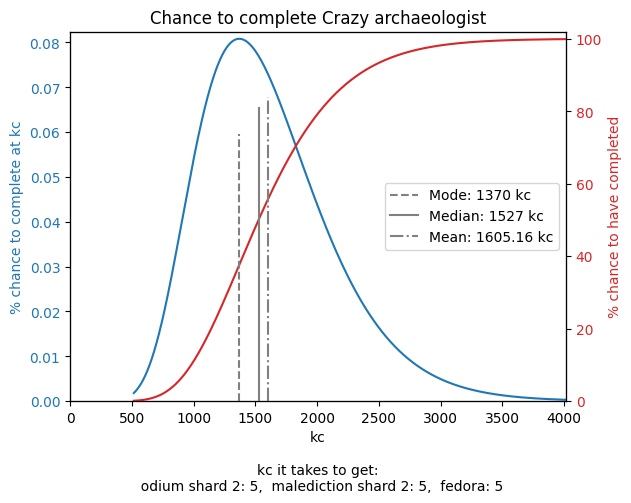 Chance to complete Crazy archaeologist
% chance to complete at kc
0.08
0.07
0.06
0.05
0.04
0.03
0.02
0.01
0.00
Mode: 1370 kc
Median: 1527 kc
Mean: 1605.16 kc
100
80
60
40
20
0
% chance to have completed
0 500 1000 1500 2000 2500 3000 3500 4000
kc
kc it takes to get:
odium shard 2: 5, malediction shard 2: 5, fedora: 5